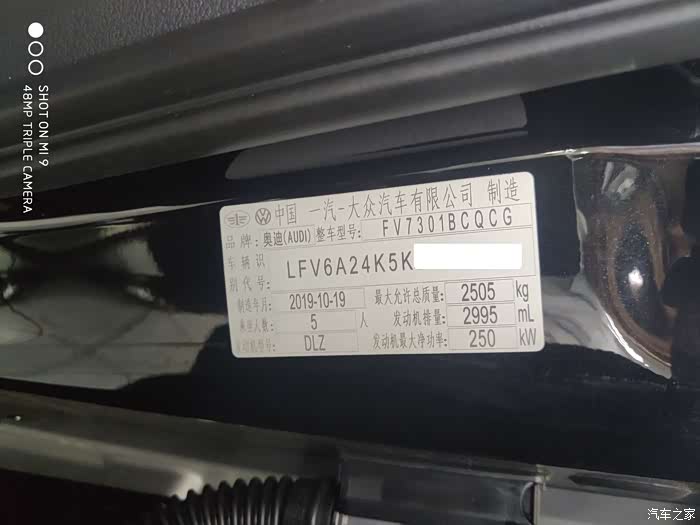 SHOT ON MI 9
48MP TRIPLE CAMERA
中国 一汽-大众汽车有限公司 制造
品牌: 奥迪(AUDI) 整车型号: FV7301BCQCG
车辆识别代号: LFV6A24K5K
制造年月: 2019-10-19 最大允许总质量: 2505 kg
乘坐人数: 5 人 发动机排量: 2995 mL
发动机型号: DLZ 发动机最大净功率: 250 kW
汽车之家